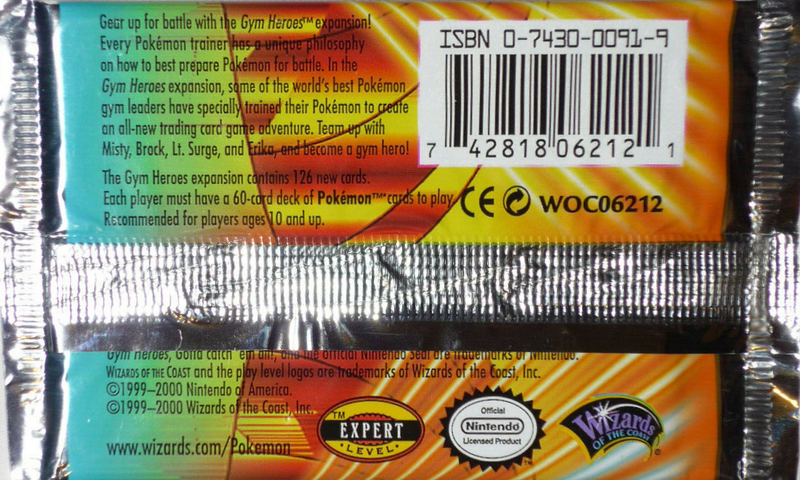 Gear up for battle with the Gym Heroes™ expansion!
Every Pokémon trainer has a unique philosophy
on how to best prepare Pokémon for battle. In the
Gym Heroes expansion, some of the world's best Pokémon
gym leaders have specially trained their Pokémon to create
an all-new trading card game adventure. Team up with
Misty, Brock, Lt. Surge, and Erika, and become a gym hero!
The Gym Heroes expansion contains 126 new cards.
Each player must have a 60-card deck of Pokémon™ cards to play.
Recommended for players ages 10 and up.
ISBN 0-7430-0091-9
7 42818 06212 1
CE WOC06212
Gym Heroes, Gotta catch 'em all!, and the official Nintendo Seal are trademarks of Nintendo.
WIZARDS OF THE COAST and the play level logos are trademarks of Wizards of the Coast, Inc.
©1999–2000 Nintendo of America.
©1999–2000 Wizards of the Coast, Inc.
www.wizards.com/Pokemon
TM
EXPERT
• LEVEL •
Official
Nintendo
Licensed Product
TM
Wizards
OF THE COAST
®